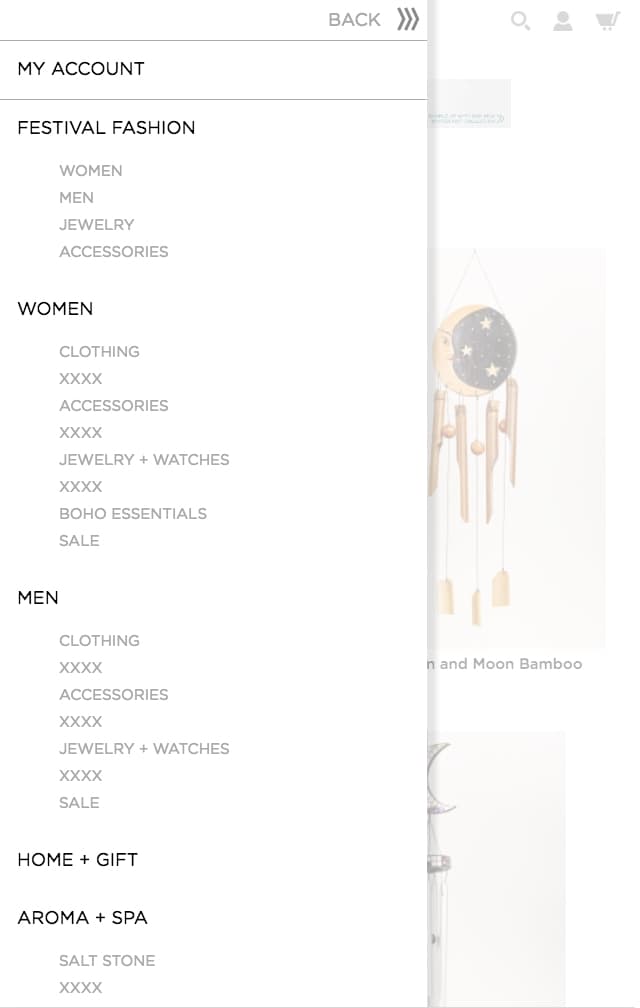 BACK
MY ACCOUNT
FESTIVAL FASHION
WOMEN
MEN
JEWELRY
ACCESSORIES
WOMEN
CLOTHING
XXXX
ACCESSORIES
XXXX
JEWELRY + WATCHES
XXXX
BOHO ESSENTIALS
SALE
MEN
CLOTHING
XXXX
ACCESSORIES
XXXX
JEWELRY + WATCHES
XXXX
SALE
HOME + GIFT
AROMA + SPA
SALT STONE
XXXX
and Moon Bamboo